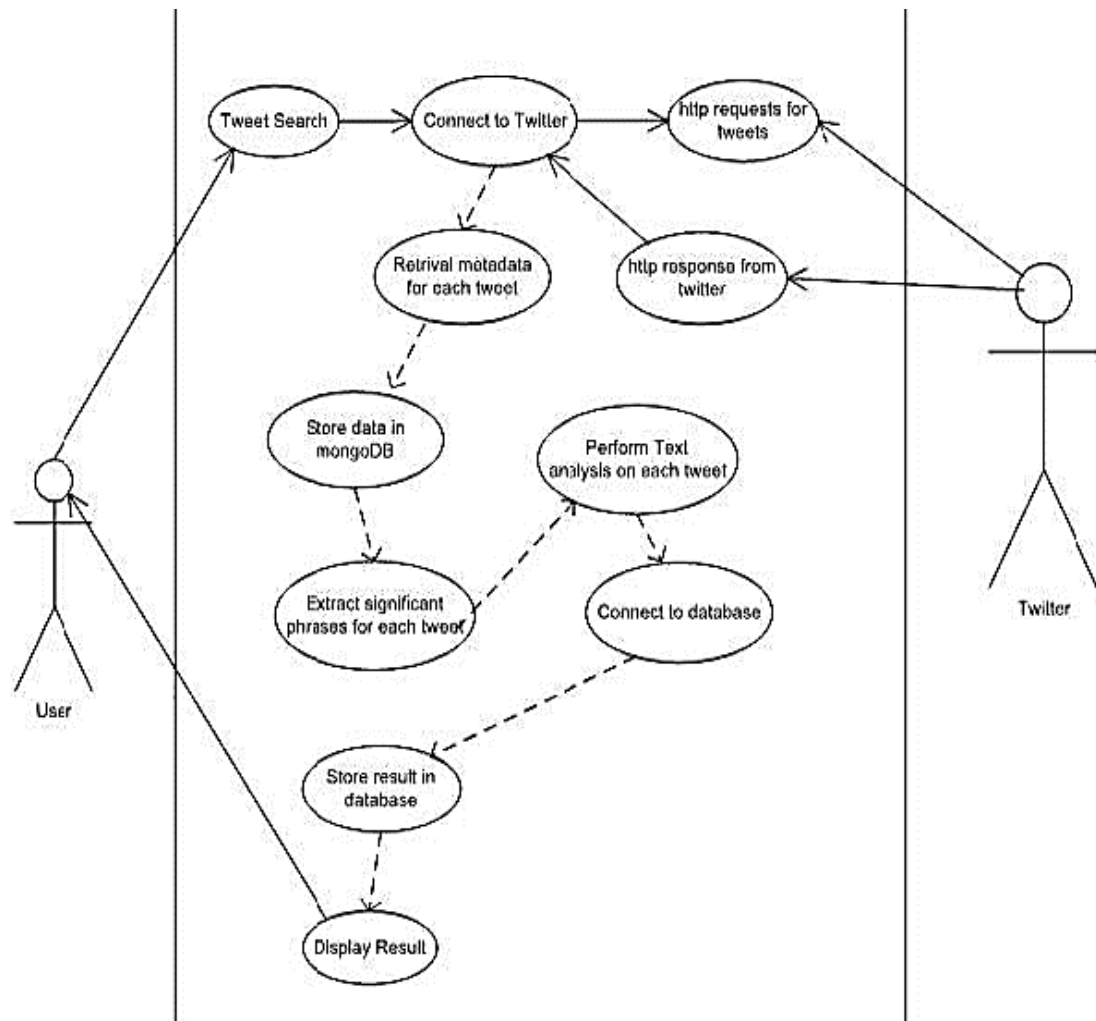 Tweet Search
Connect to Twitter
http requests for
tweets
Retrival metadata
for each tweet
http response from
twitter
Store data in
mongoDB
Perform Text
analysis on each tweet
Extract significant
phrases for each tweet
Connect to database
Twitter
User
Store result in
database
Display Result